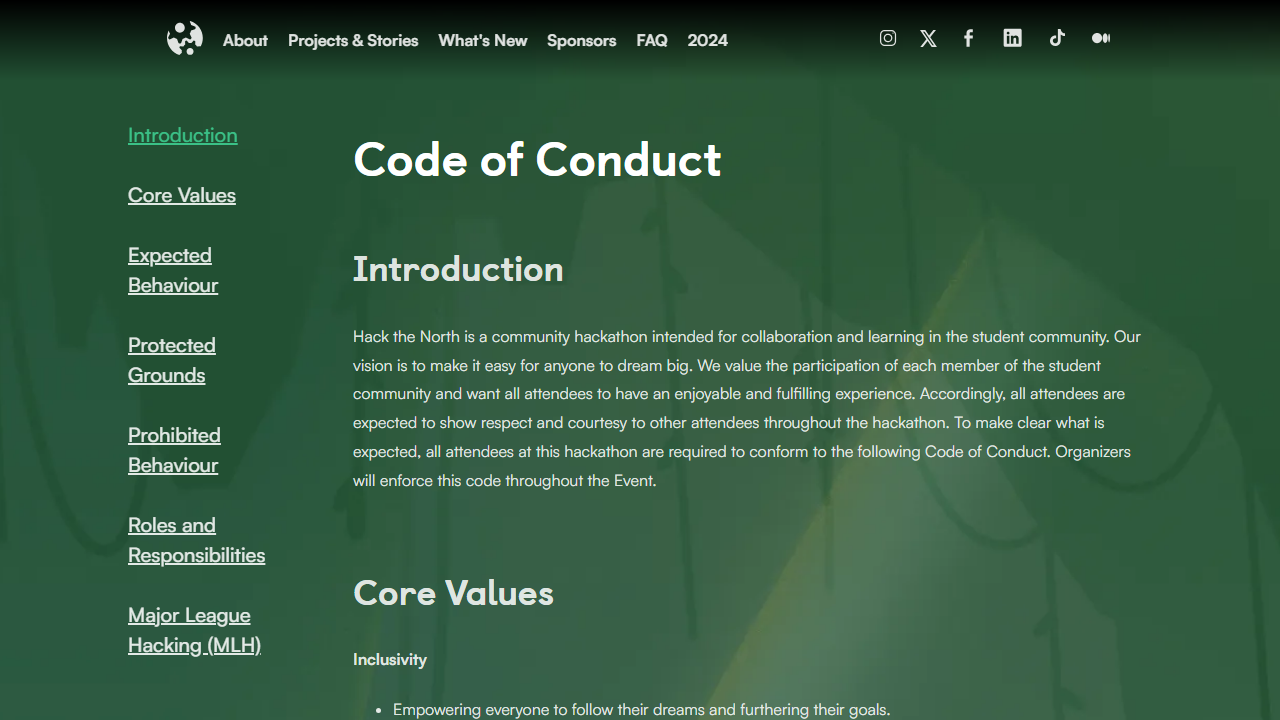 About Projects & Stories What's New Sponsors FAQ 2024
Introduction
Core Values
Expected
Behaviour
Protected
Grounds
Prohibited
Behaviour
Roles and
Responsibilities
Major League
Hacking (MLH)
Code of Conduct
Introduction
Hack the North is a community hackathon intended for collaboration and learning in the student community. Our
vision is to make it easy for anyone to dream big. We value the participation of each member of the student
community and want all attendees to have an enjoyable and fulfilling experience. Accordingly, all attendees are
expected to show respect and courtesy to other attendees throughout the hackathon. To make clear what is
expected, all attendees at this hackathon are required to conform to the following Code of Conduct. Organizers
will enforce this code throughout the Event.
Core Values
Inclusivity
• Empowering everyone to follow their dreams and furthering their goals.